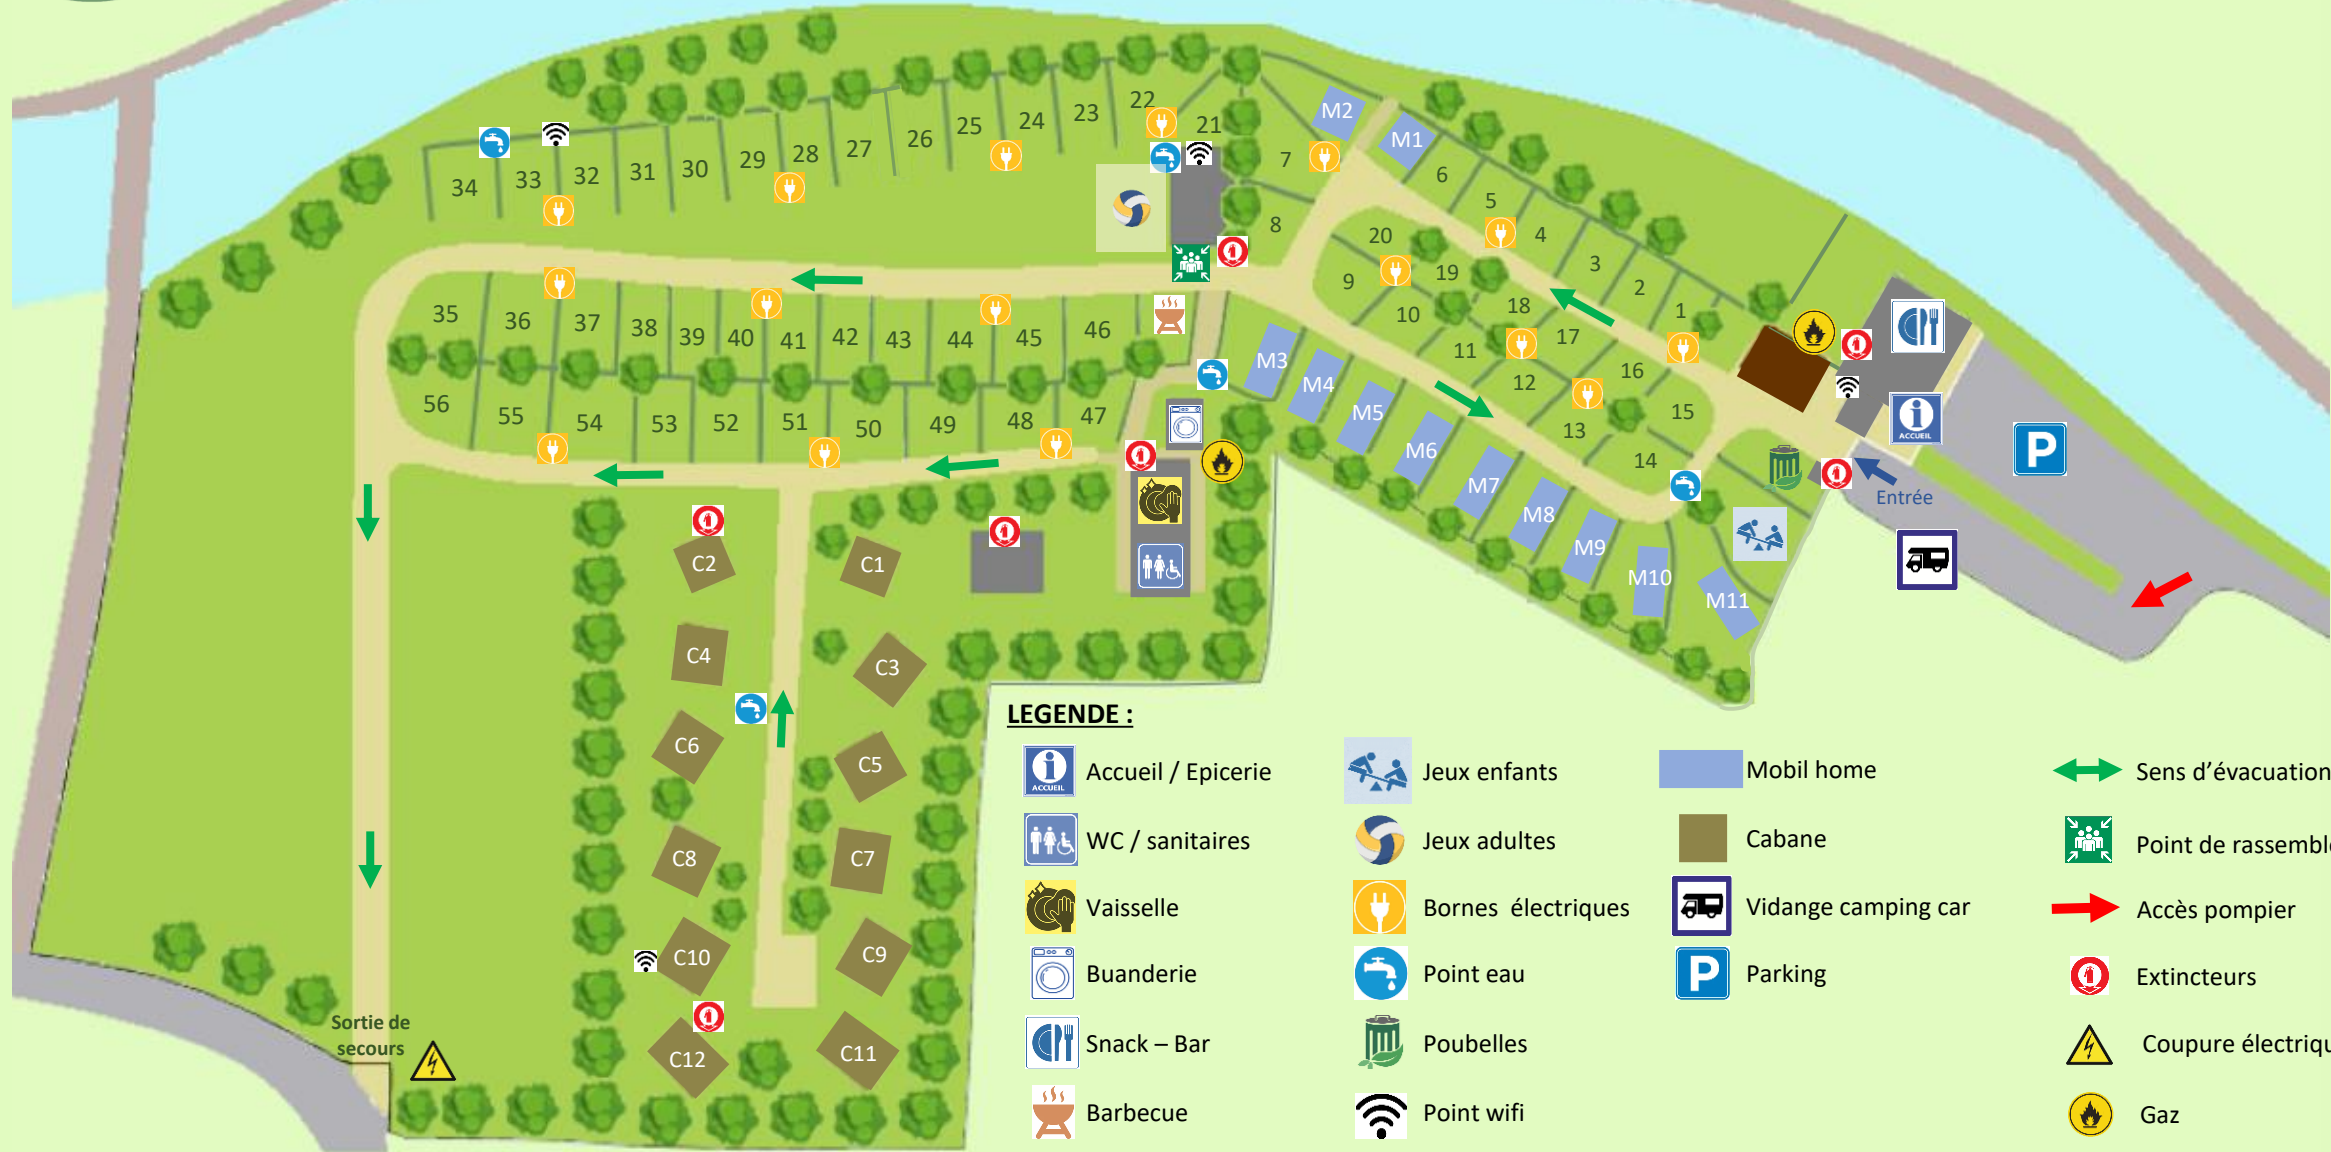 22
M2
M1
23
24
25
26
27
28
29
30
31
32
33
34
21
7
6
5
4
3
2
1
8
20
19
9
10
18
17
11
12
16
15
13
14
35
36
37
38
39
40
41
42
43
44
45
46
56
55
54
53
52
51
50
49
48
47
M3
M4
M5
M6
M7
M8
M9
M10
M11
ACCUEIL
P
Entrée
C2
C1
C4
C3
C6
C5
C8
C7
C10
C9
C12
C11
Sortie de
secours
LEGENDE :
ACCUEIL
Accueil / Epicerie
WC / sanitaires
Vaisselle
Buanderie
Snack – Bar
Barbecue
Jeux enfants
Jeux adultes
Bornes électriques
Point eau
Poubelles
Point wifi
Mobil home
Cabane
Vidange camping car
P
Parking
Sens d’évacuation
Point de rassemble
Accès pompier
Extincteurs
Coupure électriqu
Gaz